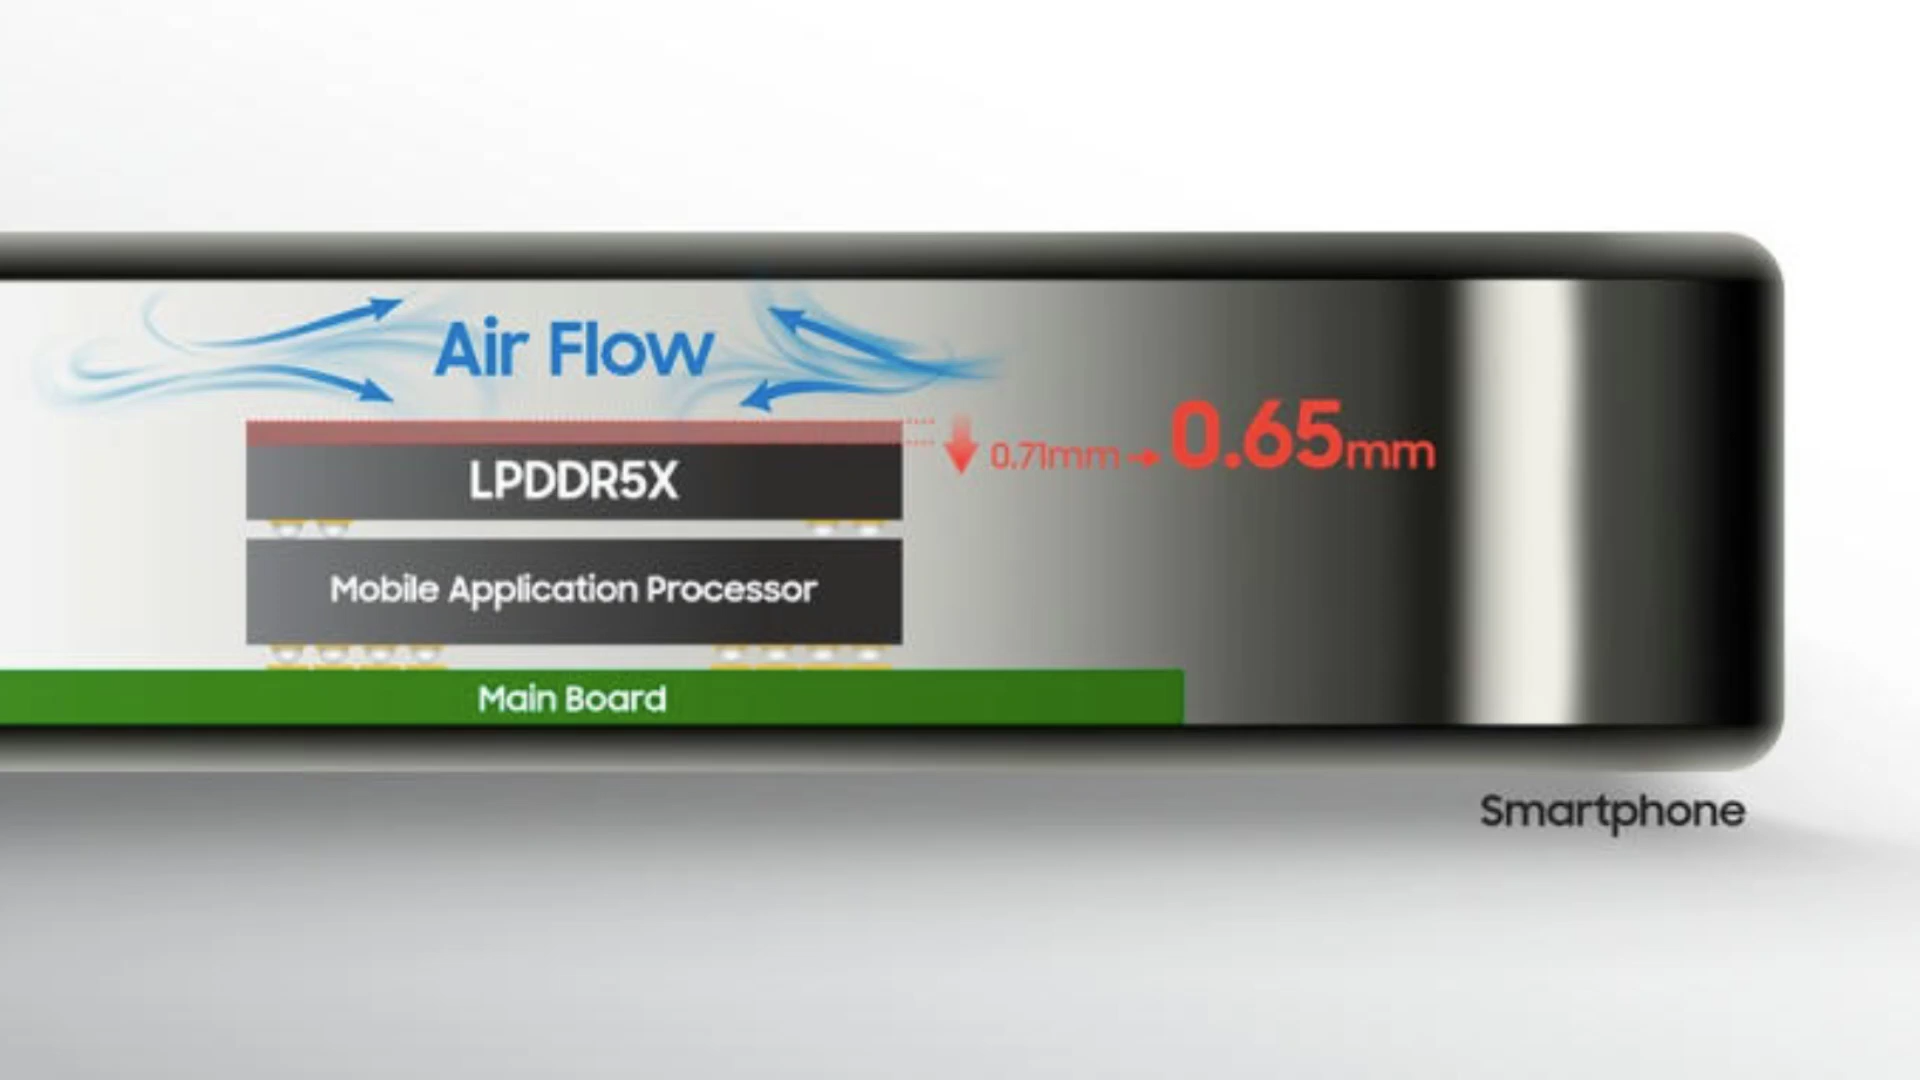 Air Flow
0.71mm → 0.65mm
LPDDR5X
Mobile Application Processor
Main Board
Smartphone